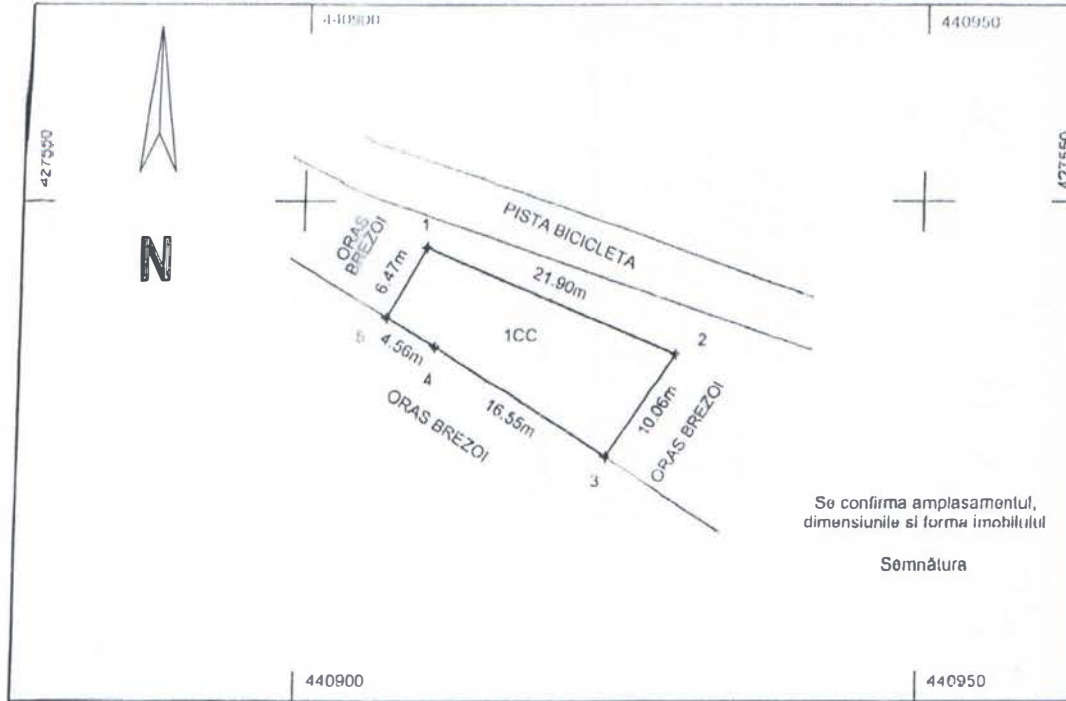 440900
440950
427550
427550
N
PISTA BICICLETA
ORAS
BREZOI
1
6.47m
21.90m
2
1CC
5
4.56m
4
16.55m
10.06m
ORAS BREZOI
ORAS BREZOI
3
Se confirma amplasamentul,
dimensiunile si forma imobilului
Semnătura
440900
440950